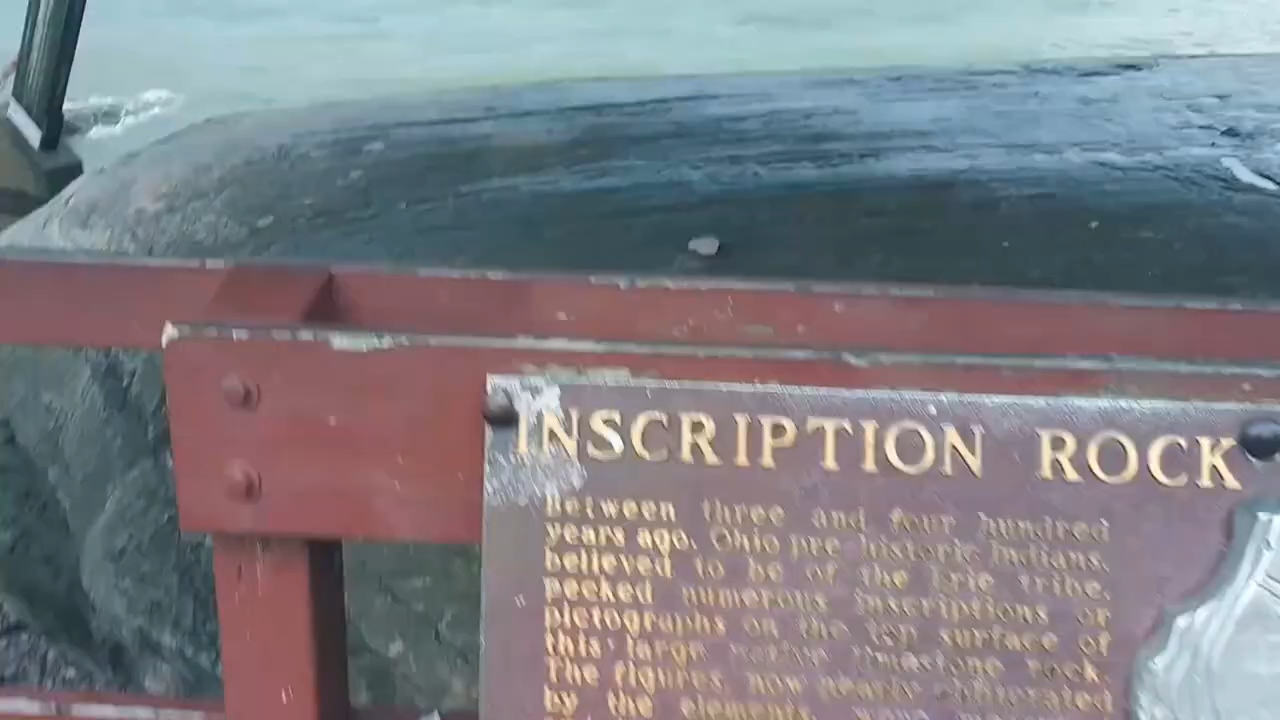 INSCRIPTION ROCK
Between three and four hundred
years ago, Ohio pre historic Indians,
believed to be of the Erie tribe,
pecked numerous inscriptions or
pictographs on the top surface of
this large limestone rock.
The figures, now nearly obliterated
by the elements, were